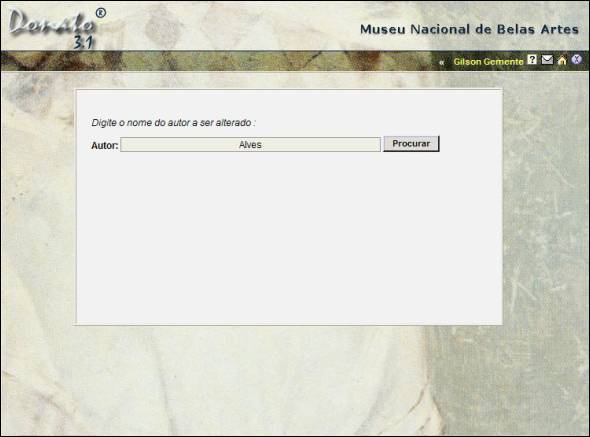 Donato ®
3.1
Museu Nacional de Belas Artes
« Gilson Gemente ? X
Digite o nome do autor a ser alterado :
Autor: Alves Procurar